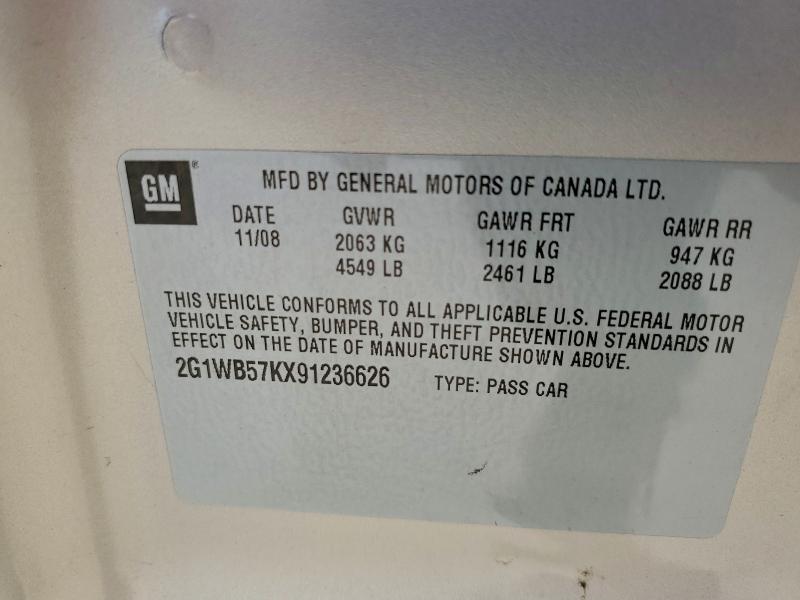 GM®
MFD BY GENERAL MOTORS OF CANADA LTD.
DATE GVWR GAWR FRT GAWR RR
11/08 2063 KG 1116 KG 947 KG
4549 LB 2461 LB 2088 LB
THIS VEHICLE CONFORMS TO ALL APPLICABLE U.S. FEDERAL MOTOR
VEHICLE SAFETY, BUMPER, AND THEFT PREVENTION STANDARDS IN
EFFECT ON THE DATE OF MANUFACTURE SHOWN ABOVE.
2G1WB57KX91236626 TYPE: PASS CAR